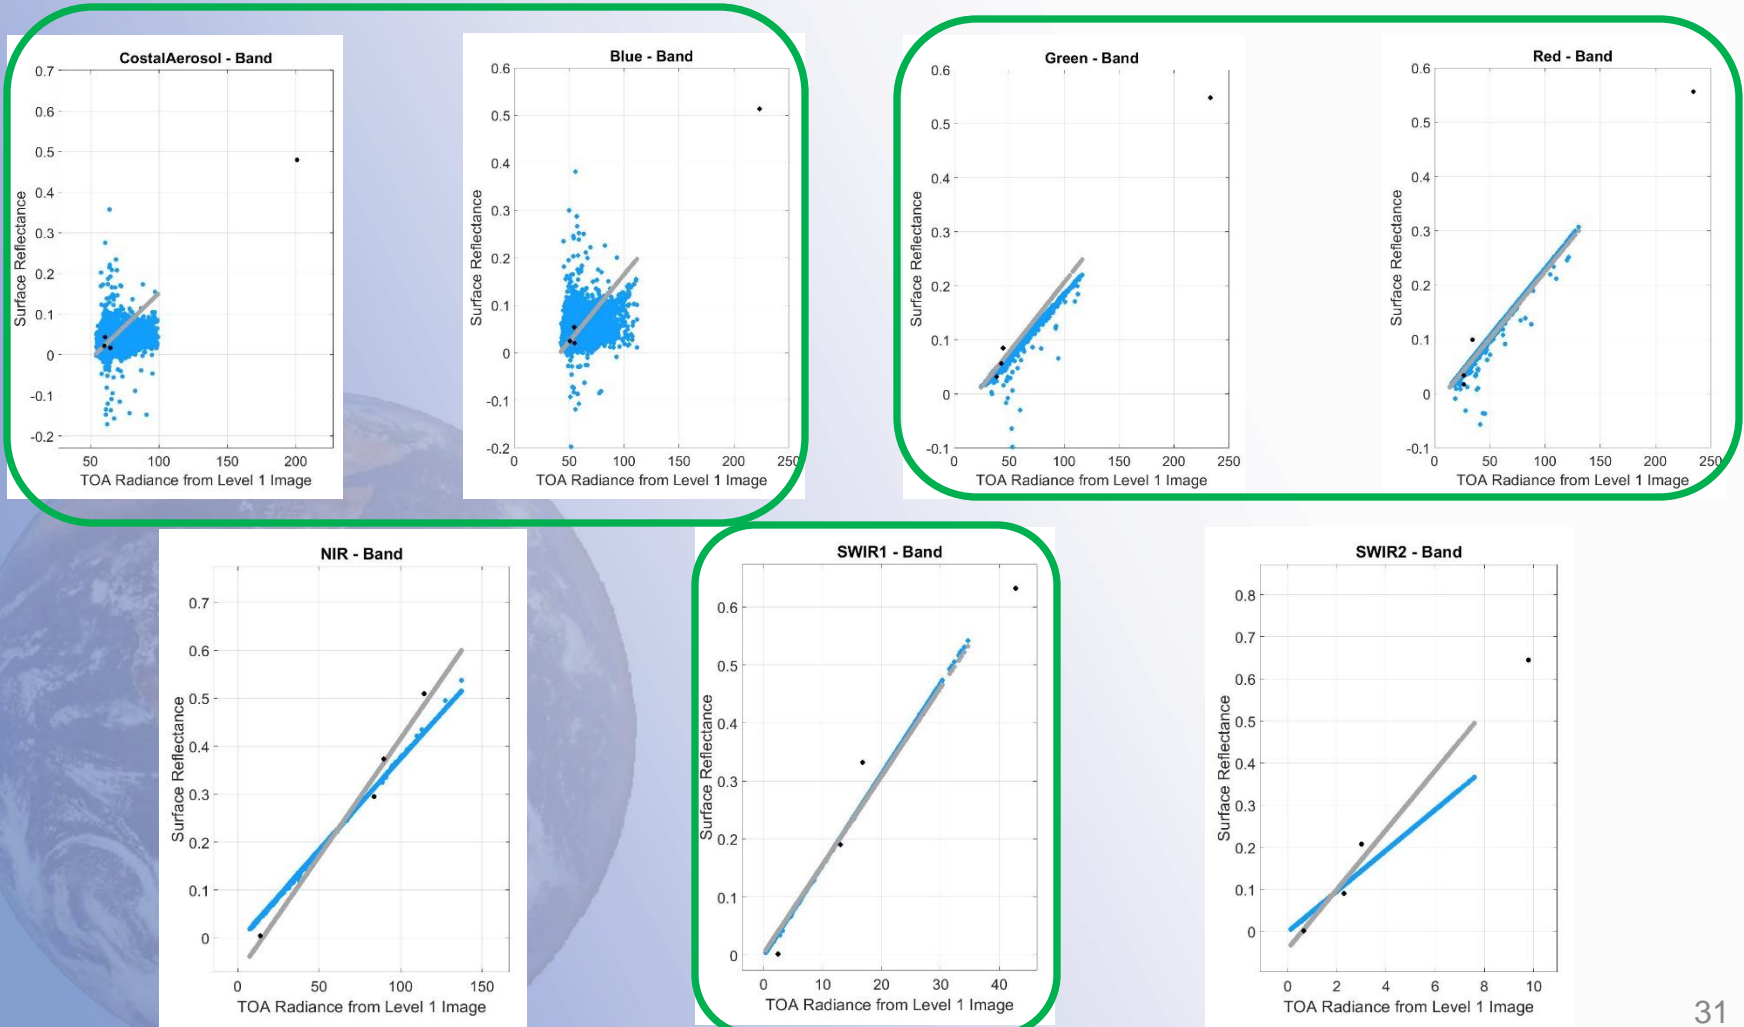 CostalAerosol - Band
0.7
0.6
0.5
0.4
0.3
0.2
0.1
0
-0.1
-0.2
Surface Reflectance
50 100 150 200
TOA Radiance from Level 1 Image
Blue - Band
0.6
0.5
0.4
0.3
0.2
0.1
0
-0.1
-0.2
Surface Reflectance
0 50 100 150 200 250
TOA Radiance from Level 1 Image
Green - Band
0.6
0.5
0.4
0.3
0.2
0.1
0
-0.1
Surface Reflectance
0 50 100 150 200 250
TOA Radiance from Level 1 Image
Red - Band
0.6
0.5
0.4
0.3
0.2
0.1
0
-0.1
Surface Reflectance
0 50 100 150 200 250
TOA Radiance from Level 1 Image
NIR - Band
0.7
0.6
0.5
0.4
0.3
0.2
0.1
0
Surface Reflectance
0 50 100 150
TOA Radiance from Level 1 Image
SWIR1 - Band
0.6
0.5
0.4
0.3
0.2
0.1
0
Surface Reflectance
0 10 20 30 40
TOA Radiance from Level 1 Image
SWIR2 - Band
0.8
0.7
0.6
0.5
0.4
0.3
0.2
0.1
0
Surface Reflectance
0 2 4 6 8 10
TOA Radiance from Level 1 Image
31